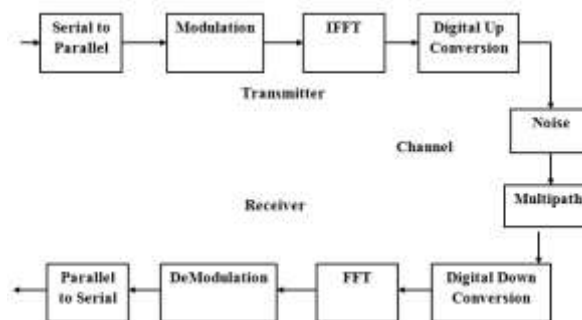 Serial to
Parallel
Modulation
IFFT
Digital Up
Conversion
Transmitter
Noise
Channel
Multipath
Receiver
Parallel
to Serial
DeModulation
FFT
Digital Down
Conversion